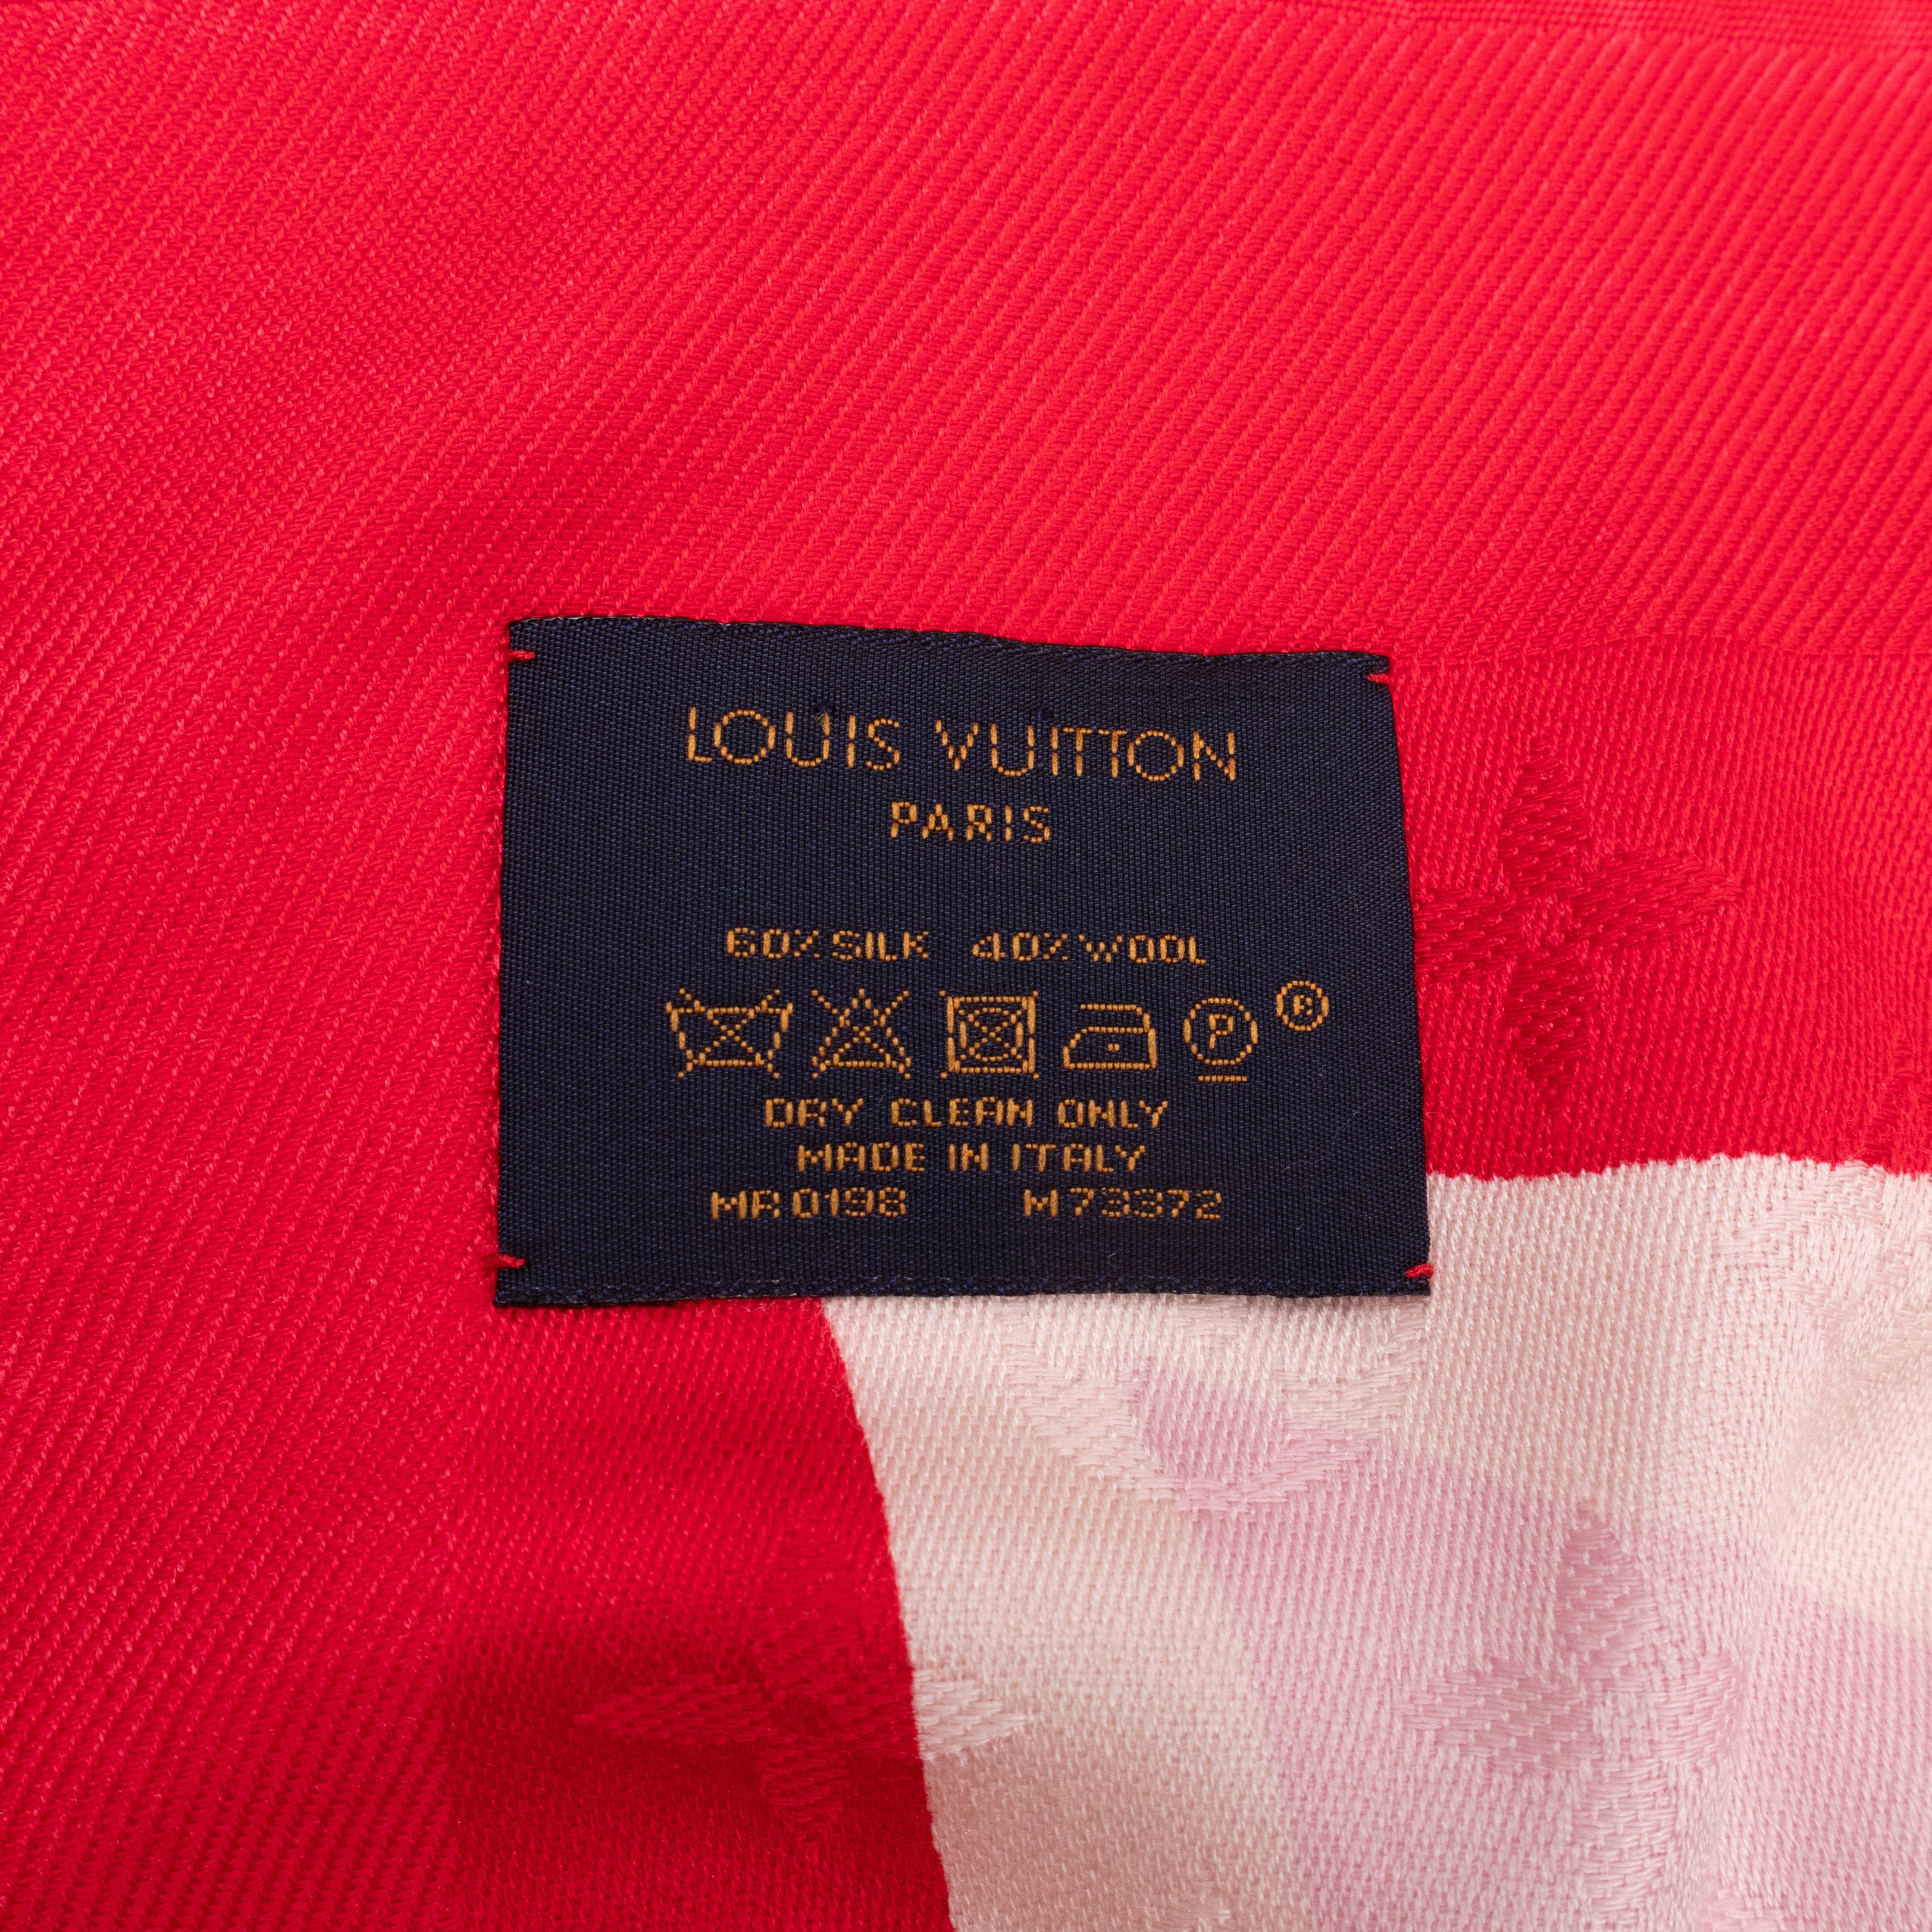 LOUIS VUITTON
PARIS
60% SILK 40% WOOL
P ®
DRY CLEAN ONLY
MADE IN ITALY
MR0198 M73372